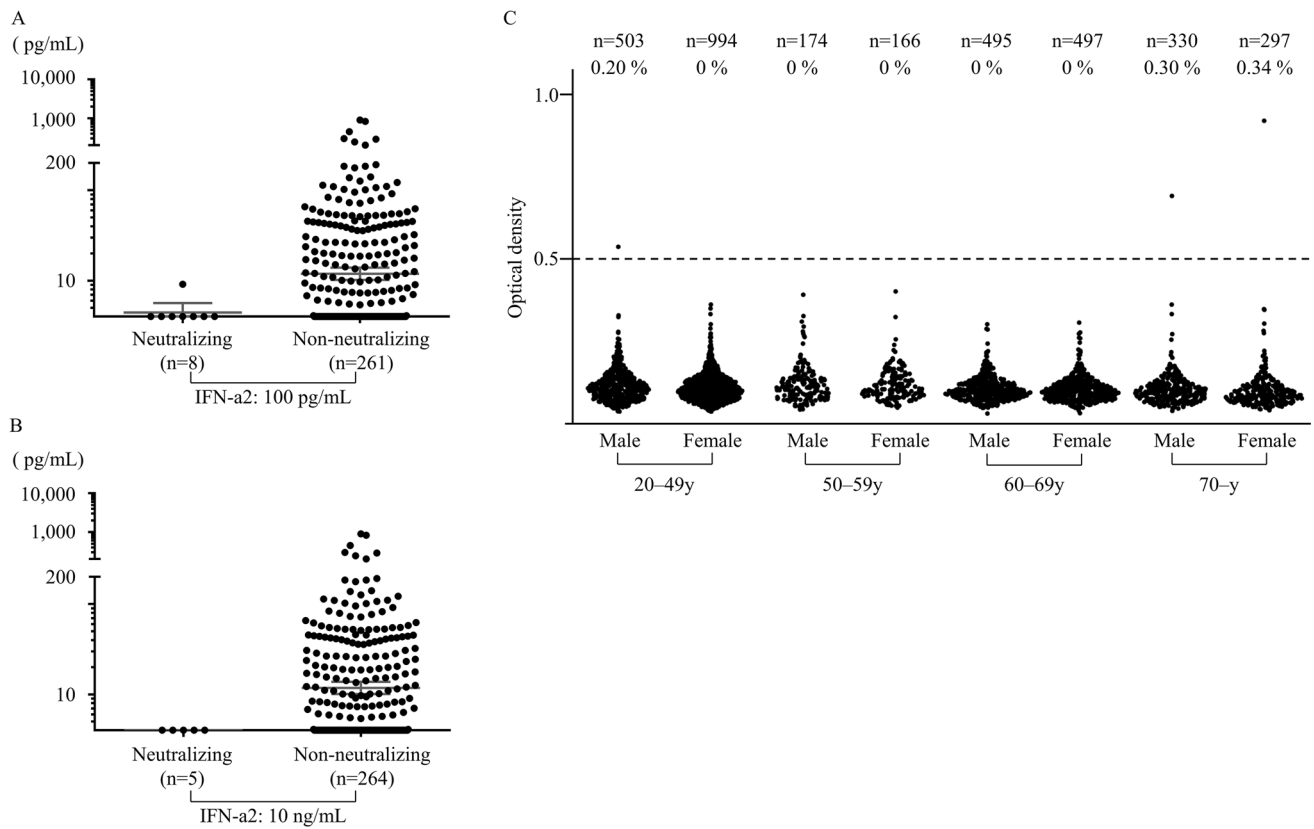 A
( pg/mL)
10,000
1,000
200
10
Neutralizing
(n=8)
Non-neutralizing
(n=261)
IFN-a2: 100 pg/mL
B
( pg/mL)
10,000
1,000
200
10
Neutralizing
(n=5)
Non-neutralizing
(n=264)
IFN-a2: 10 ng/mL
C
n=503 n=994 n=174 n=166 n=495 n=497 n=330 n=297
0.20 % 0 % 0 % 0 % 0 % 0 % 0.30 % 0.34 %
1.0
0.5
Optical density
Male Female Male Female Male Female Male Female
20–49y 50–59y 60–69y 70–y